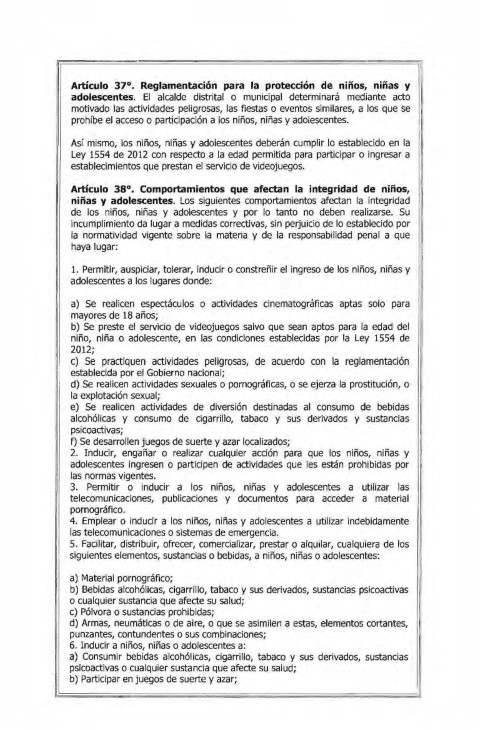 Artículo 37°. Reglamentación para la protección de niños, niñas y
adolescentes. El alcalde distrital o municipal determinará mediante acto
motivado las actividades peligrosas, las fiestas o eventos similares, a los que se
prohíbe el acceso o participación a los niños, niñas y adolescentes.
Así mismo, los niños, niñas y adolescentes deberán cumplir lo establecido en la
Ley 1554 de 2012 con respecto a la edad permitida para participar o ingresar a
establecimientos que prestan el servicio de videojuegos.
Artículo 38°. Comportamientos que afectan la integridad de niños,
niñas y adolescentes. Los siguientes comportamientos afectan la integridad
de los niños, niñas y adolescentes y por lo tanto no deben realizarse. Su
incumplimiento da lugar a medidas correctivas, sin perjuicio de lo establecido por
la normatividad vigente sobre la materia y de la responsabilidad penal a que
haya lugar:
1. Permitir, auspiciar, tolerar, inducir o constreñir el ingreso de los niños, niñas y
adolescentes a los lugares donde:
a) Se realicen espectáculos o actividades cinematográficas aptas solo para
mayores de 18 años;
b) Se preste el servicio de videojuegos salvo que sean aptos para la edad del
niño, niña o adolescente, en las condiciones establecidas por la Ley 1554 de
2012;
c) Se practiquen actividades peligrosas, de acuerdo con la reglamentación
establecida por el Gobierno nacional;
d) Se realicen actividades sexuales o pornográficas, o se ejerza la prostitución, o
la explotación sexual;
e) Se realicen actividades de diversión destinadas al consumo de bebidas
alcohólicas y consumo de cigarrillo, tabaco y sus derivados y sustancias
psicoactivas;
f) Se desarrollen juegos de suerte y azar localizados;
2. Inducir, engañar o realizar cualquier acción para que los niños, niñas y
adolescentes ingresen o participen de actividades que les están prohibidas por
las normas vigentes.
3. Permitir o inducir a los niños, niñas y adolescentes a utilizar las
telecomunicaciones, publicaciones y documentos para acceder a material
pornográfico.
4. Emplear o inducir a los niños, niñas y adolescentes a utilizar indebidamente
las telecomunicaciones o sistemas de emergencia.
5. Facilitar, distribuir, ofrecer, comercializar, prestar o alquilar, cualquiera de los
siguientes elementos, sustancias o bebidas, a niños, niñas o adolescentes:
a) Material pornográfico;
b) Bebidas alcohólicas, cigarrillo, tabaco y sus derivados, sustancias psicoactivas
o cualquier sustancia que afecte su salud;
c) Pólvora o sustancias prohibidas;
d) Armas, neumáticas o de aire, o que se asimilen a estas, elementos cortantes,
punzantes, contundentes o sus combinaciones;
6. Inducir a niños, niñas o adolescentes a:
a) Consumir bebidas alcohólicas, cigarrillo, tabaco y sus derivados, sustancias
psicoactivas o cualquier sustancia que afecte su salud;
b) Participar en juegos de suerte y azar;